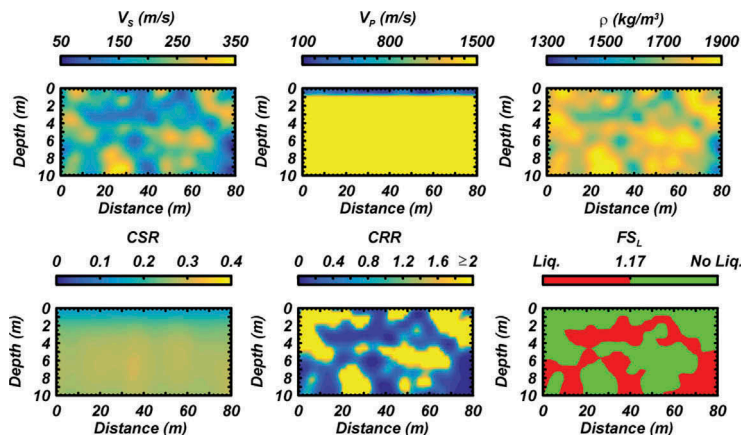 V_S (m/s)
50 150 250 350
V_P (m/s)
100 800 1500
ρ (kg/m³)
1300 1500 1700 1900
Depth (m)
0
2
4
6
8
10
0 20 40 60 80
Distance (m)
Depth (m)
0
2
4
6
8
10
0 20 40 60 80
Distance (m)
Depth (m)
0
2
4
6
8
10
0 20 40 60 80
Distance (m)
CSR
0 0.1 0.2 0.3 0.4
CRR
0 0.4 0.8 1.2 1.6 ≥2
FS_L
Liq. 1.17 No Liq.
Depth (m)
0
2
4
6
8
10
0 20 40 60 80
Distance (m)
Depth (m)
0
2
4
6
8
10
0 20 40 60 80
Distance (m)
Depth (m)
0
2
4
6
8
10
0 20 40 60 80
Distance (m)